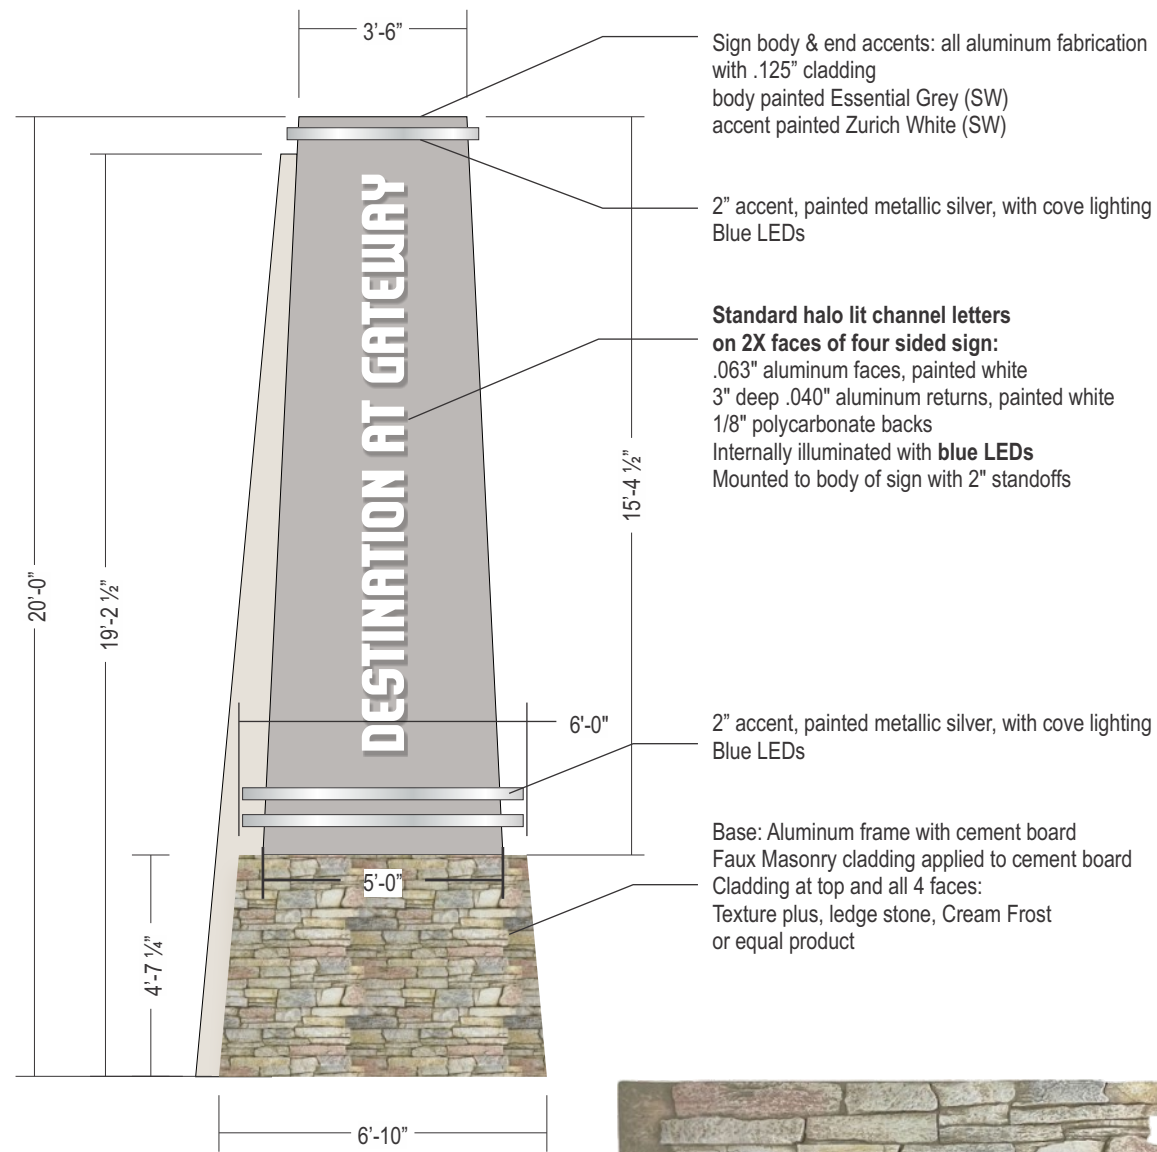 3'-6”
Sign body & end accents: all aluminum fabrication
with .125” cladding
body painted Essential Grey (SW)
accent painted Zurich White (SW)
2” accent, painted metallic silver, with cove lighting
Blue LEDs
Standard halo lit channel letters
on 2X faces of four sided sign:
.063" aluminum faces, painted white
3" deep .040" aluminum returns, painted white
1/8" polycarbonate backs
Internally illuminated with blue LEDs
Mounted to body of sign with 2" standoffs
DESTINATION AT GATEWAY
15'-4 ½”
20'-0”
19'-2 ½”
6'-0"
2” accent, painted metallic silver, with cove lighting
Blue LEDs
Base: Aluminum frame with cement board
Faux Masonry cladding applied to cement board
Cladding at top and all 4 faces:
Texture plus, ledge stone, Cream Frost
or equal product
5'-0”
4'-7 ¼”
6'-10”